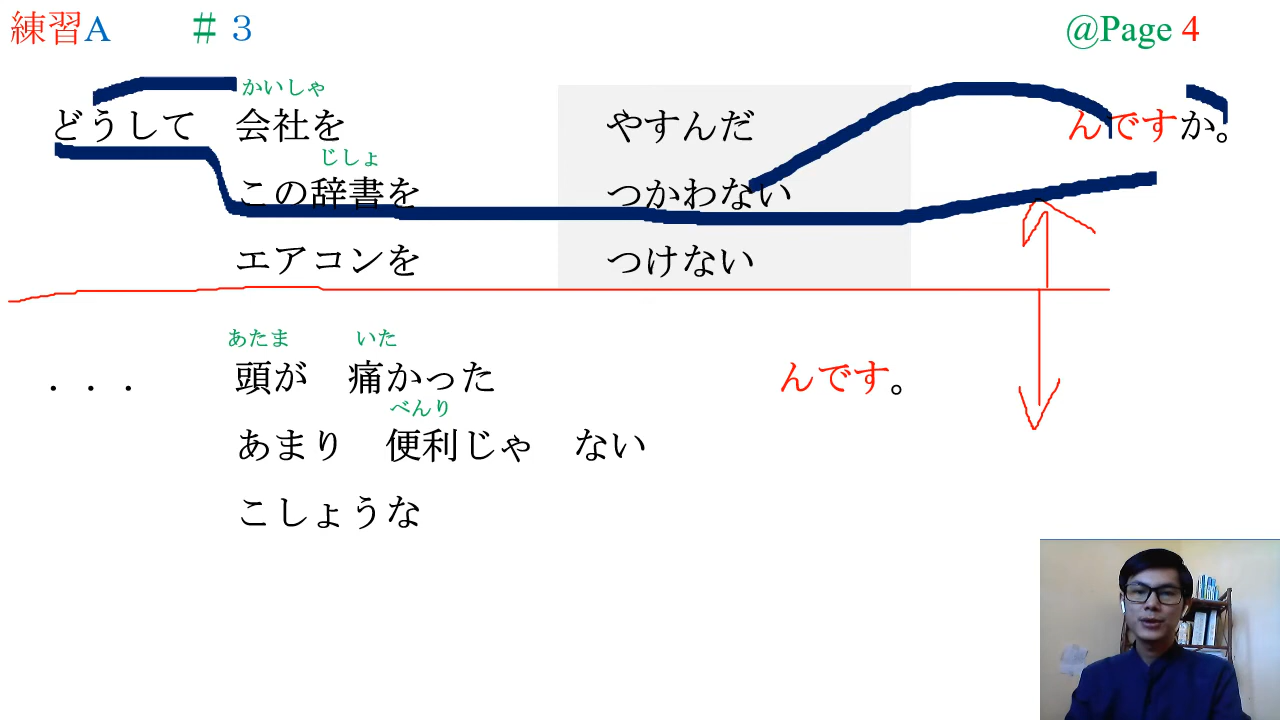 練習A ＃３ @Page 4
かいしゃ
どうして 会社を やすんだ んですか。
じしょ
この辞書を つかわない
エアコンを つけない
あたま いた
. . . 頭が 痛かった んです。
べんり
あまり 便利じゃ ない
こしょうな